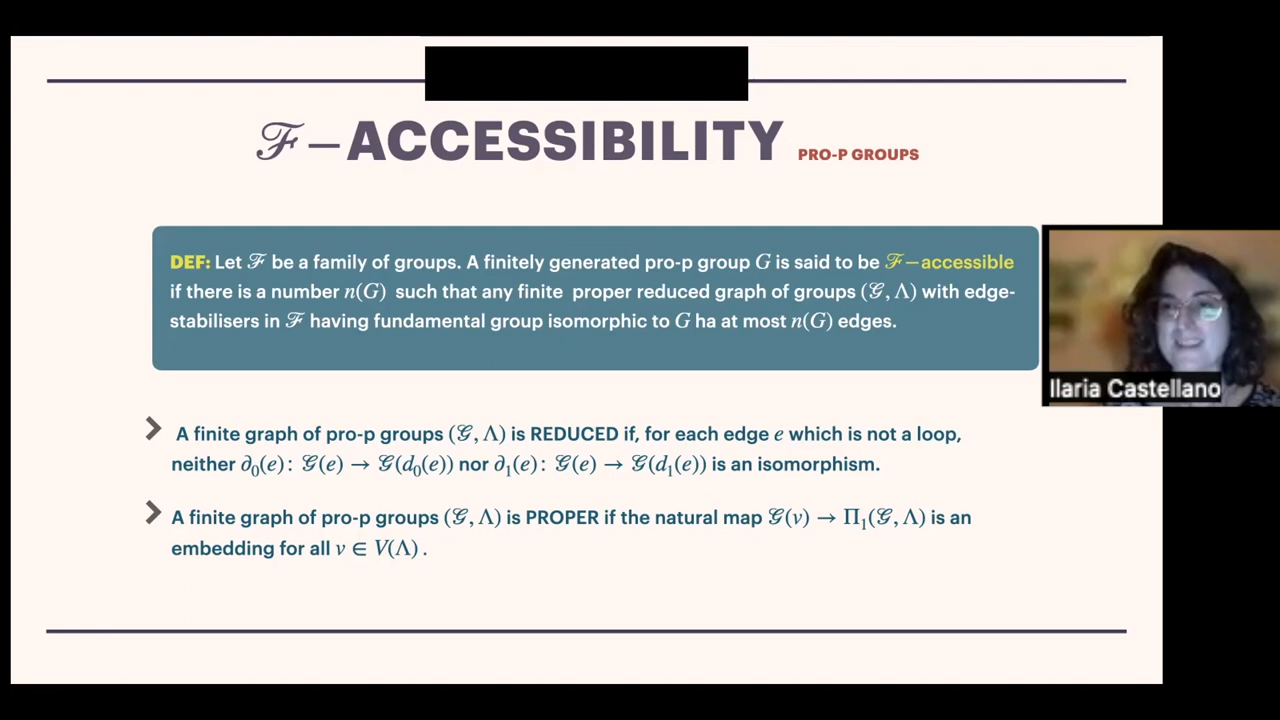 ℱ–ACCESSIBILITY PRO-P GROUPS
DEF: Let ℱ be a family of groups. A finitely generated pro-p group G is said to be ℱ–accessible
if there is a number n(G) such that any finite proper reduced graph of groups (𝒢, Λ) with edge-
stabilisers in ℱ having fundamental group isomorphic to G ha at most n(G) edges.
Ilaria Castellano
A finite graph of pro-p groups (𝒢, Λ) is REDUCED if, for each edge e which is not a loop,
neither ∂₀(e): 𝒢(e) → 𝒢(d₀(e)) nor ∂₁(e): 𝒢(e) → 𝒢(d₁(e)) is an isomorphism.
A finite graph of pro-p groups (𝒢, Λ) is PROPER if the natural map 𝒢(v) → Π₁(𝒢, Λ) is an
embedding for all v ∈ V(Λ).